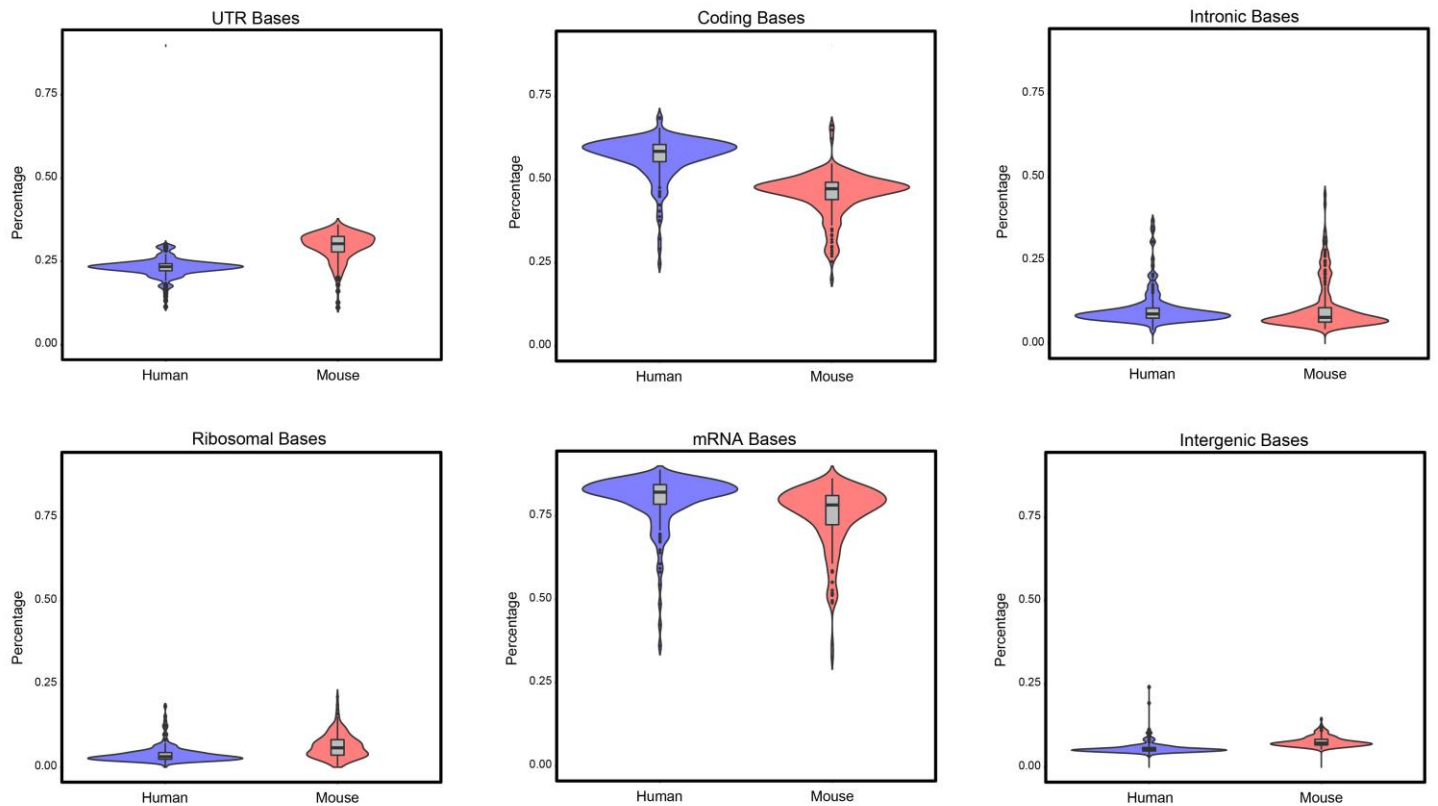 UTR Bases
Percentage
0.75
0.50
0.25
0.00
Human Mouse
Coding Bases
Percentage
0.75
0.50
0.25
0.00
Human Mouse
Intronic Bases
Percentage
0.75
0.50
0.25
0.00
Human Mouse
Ribosomal Bases
Percentage
0.75
0.50
0.25
0.00
Human Mouse
mRNA Bases
Percentage
0.75
0.50
0.25
0.00
Human Mouse
Intergenic Bases
Percentage
0.75
0.50
0.25
0.00
Human Mouse